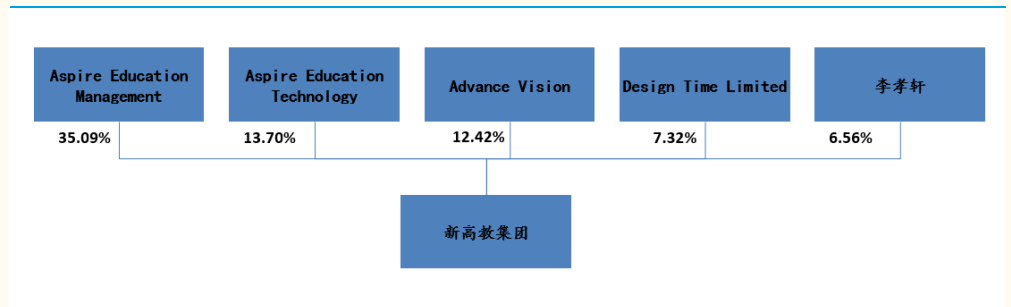 Aspire Education
Management
Aspire Education
Technology
Advance Vision
Design Time Limited
李孝轩
35.09%
13.70%
12.42%
7.32%
6.56%
新高教集团